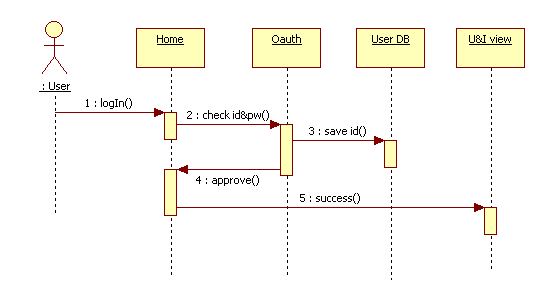 Home
Oauth
User DB
U&I view
: User
1 : logIn()
2 : check id&pw()
3 : save id()
4 : approve()
5 : success()